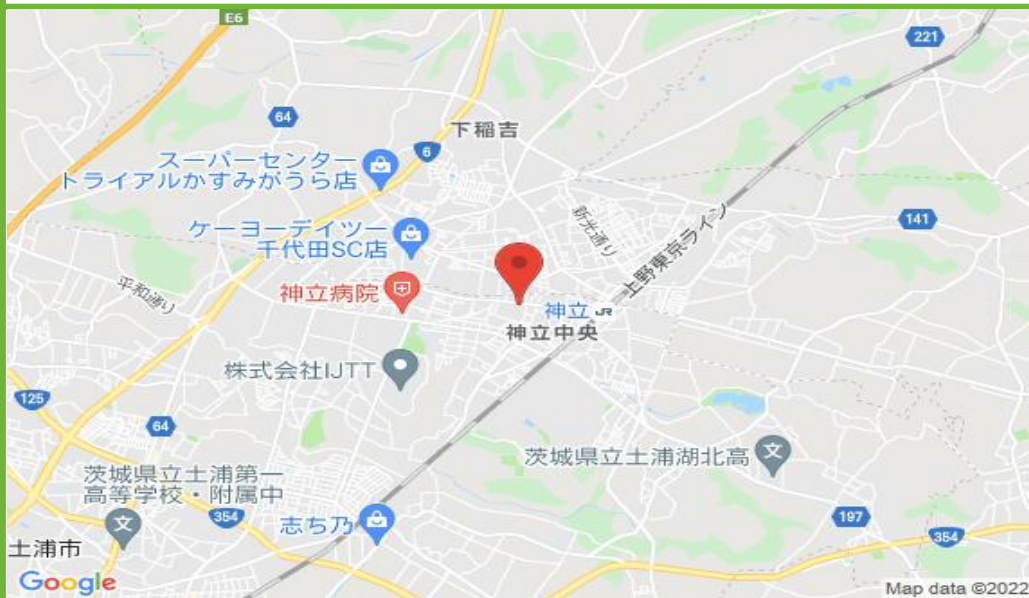 E6
221
64
下稲吉
6
スーパーセンター
トライアルかすみがうら店
新光通り
141
ケーヨーデイツー
千代田SC店
上野東京ライン
平和通り
神立病院
神立 JR
神立中央
株式会社IJTT
125
64
茨城県立土浦湖北高
茨城県立土浦第一
高等学校・附属中
354
志ち乃
197
354
土浦市
Google
Map data ©2022